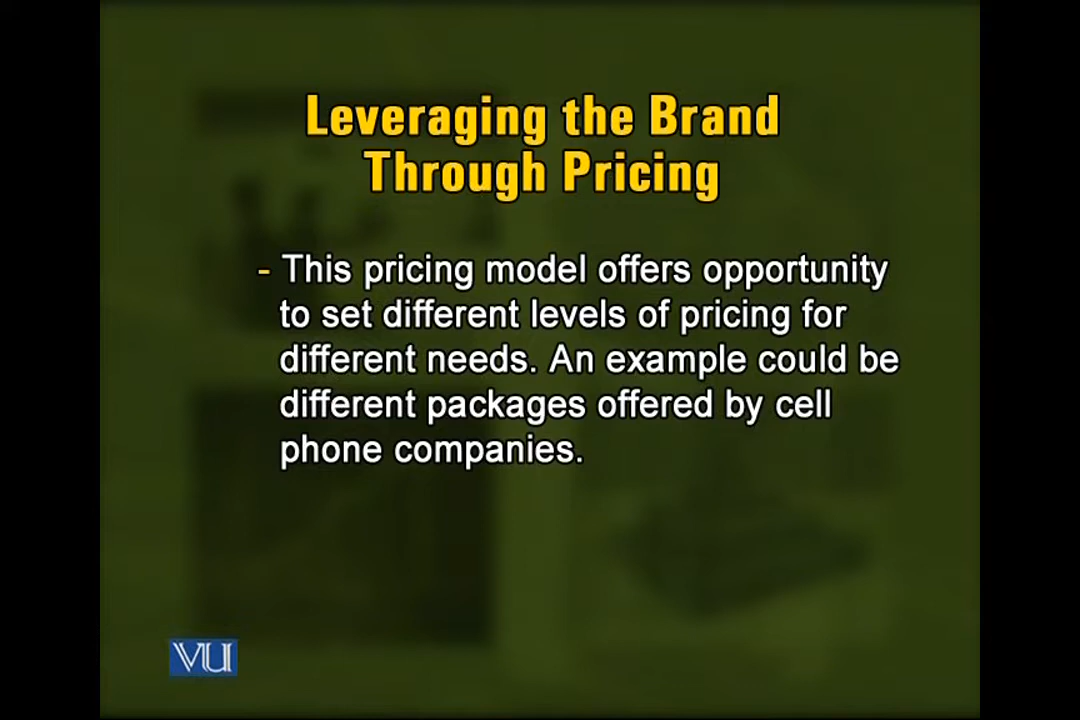 Leveraging the Brand
Through Pricing
- This pricing model offers opportunity
to set different levels of pricing for
different needs. An example could be
different packages offered by cell
phone companies.
VU